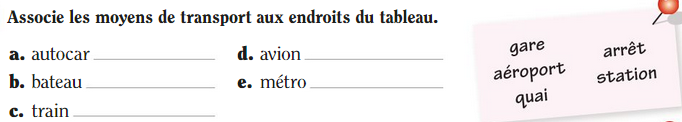 Associe les moyens de transport aux endroits du tableau.
a. autocar
b. bateau
c. train
d. avion
e. métro
gare
aéroport
quai
arrêt
station